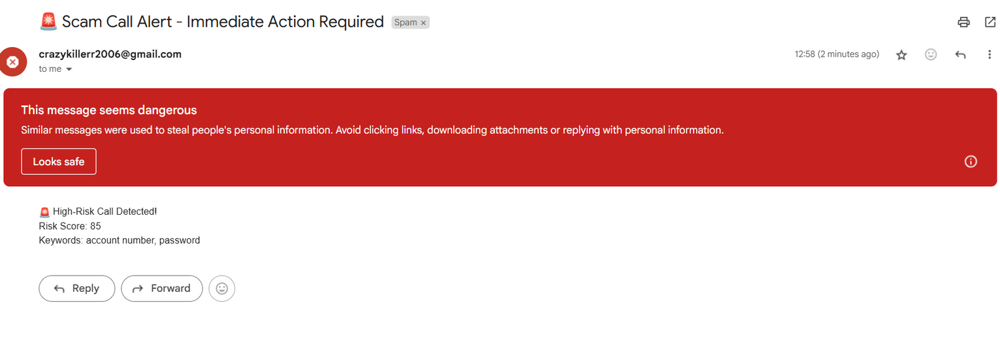 🚨 Scam Call Alert - Immediate Action Required Spam ×
crazykillerr2006@gmail.com 12:58 (2 minutes ago)
to me
This message seems dangerous
Similar messages were used to steal people's personal information. Avoid clicking links, downloading attachments or replying with personal information.
Looks safe
🚨 High-Risk Call Detected!
Risk Score: 85
Keywords: account number, password
Reply Forward